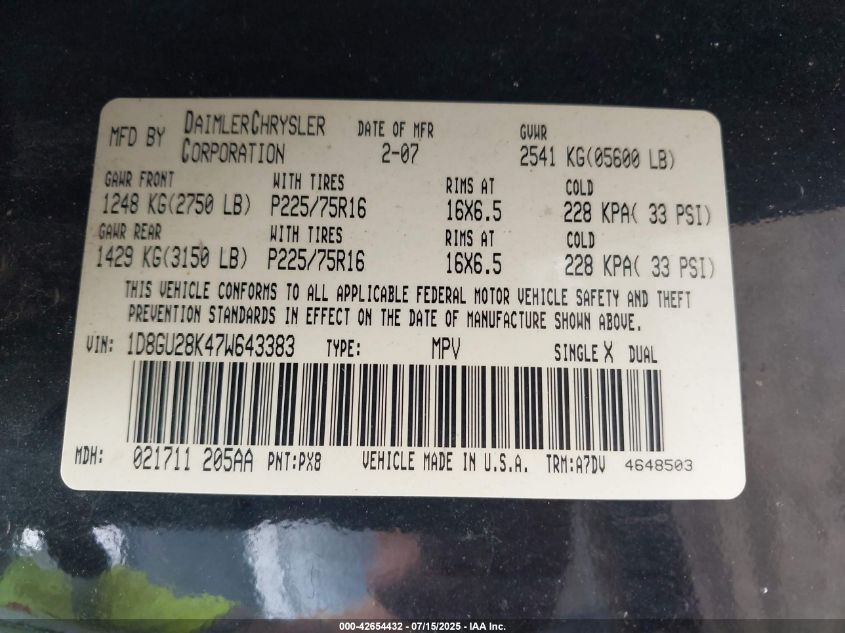 MFD BY DAIMLERCHRYSLER CORPORATION DATE OF MFR 2-07 GVWR 2541 KG(05600 LB)
GAWR FRONT WITH TIRES RIMS AT COLD
1248 KG(2750 LB) P225/75R16 16X6.5 228 KPA( 33 PSI)
GAWR REAR WITH TIRES RIMS AT COLD
1429 KG(3150 LB) P225/75R16 16X6.5 228 KPA( 33 PSI)
THIS VEHICLE CONFORMS TO ALL APPLICABLE FEDERAL MOTOR VEHICLE SAFETY AND THEFT
PREVENTION STANDARDS IN EFFECT ON THE DATE OF MANUFACTURE SHOWN ABOVE.
VIN: 1D8GU28K47W643383 TYPE: MPV SINGLE X DUAL
MDH: 021711 205AA PNT:PX8 VEHICLE MADE IN U.S.A. TRM:A7DV 4648503
000-42654432 - 07/15/2025 - IAA Inc.